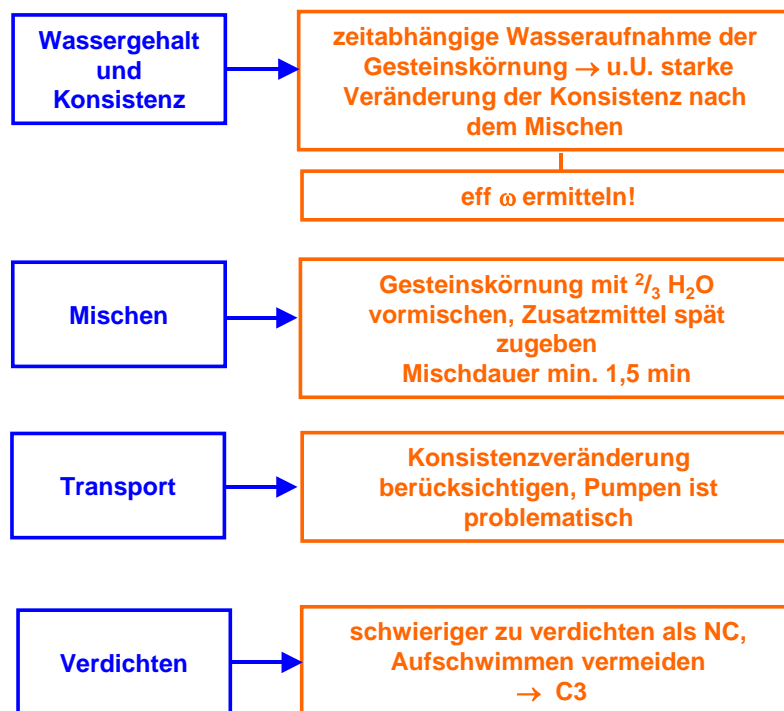 Wassergehalt
und
Konsistenz
zeitabhängige Wasseraufnahme der
Gesteinskörnung → u.U. starke
Veränderung der Konsistenz nach
dem Mischen
eff ω ermitteln!
Mischen
Gesteinskörnung mit ²/₃ H₂O
vormischen, Zusatzmittel spät
zugeben
Mischdauer min. 1,5 min
Transport
Konsistenzveränderung
berücksichtigen, Pumpen ist
problematisch
Verdichten
schwieriger zu verdichten als NC,
Aufschwimmen vermeiden
→ C3